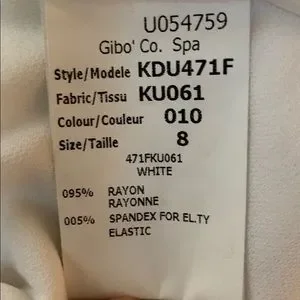 U054759
Gibo' Co. Spa
Style/Modele KDU471F
Fabric/Tissu KU061
Colour/Couleur 010
Size/Taille 8
471FKU061
WHITE
095% RAYON
RAYONNE
005% SPANDEX FOR EL.TY
ELASTIC